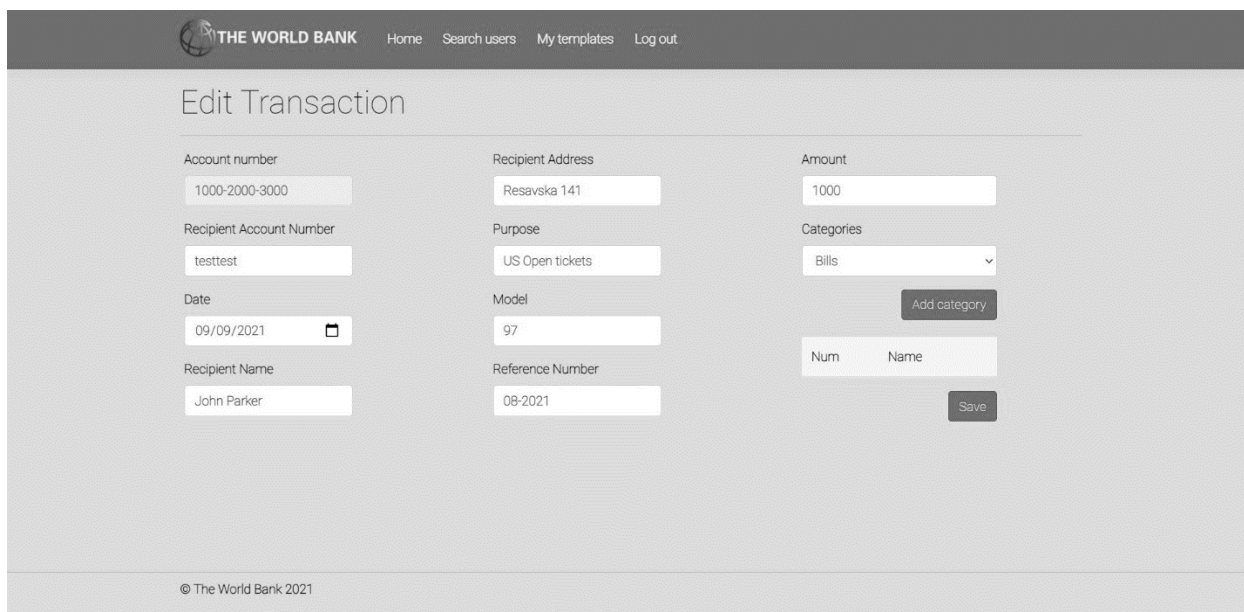 THE WORLD BANK Home Search users My templates Log out
Edit Transaction
Account number
1000-2000-3000
Recipient Account Number
testtest
Date
09/09/2021
Recipient Name
John Parker
Recipient Address
Resavska 141
Purpose
US Open tickets
Model
97
Reference Number
08-2021
Amount
1000
Categories
Bills
Add category
Num Name
Save
© The World Bank 2021